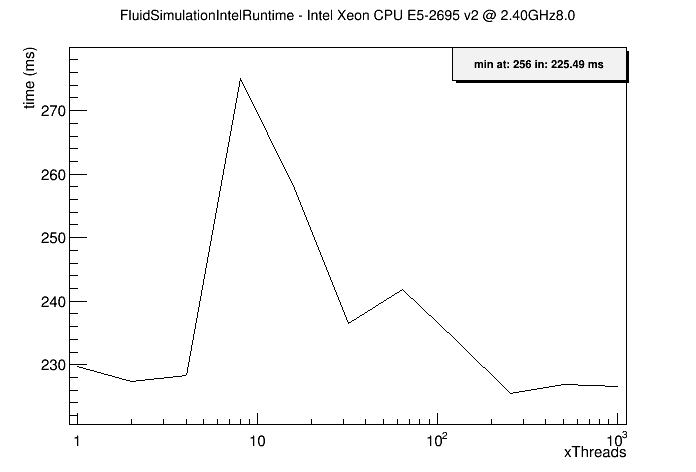 FluidSimulationIntelRuntime - Intel Xeon CPU E5-2695 v2 @ 2.40GHz8.0
time (ms)
min at: 256 in: 225.49 ms
270
260
250
240
230
1
10
10²
10³
xThreads